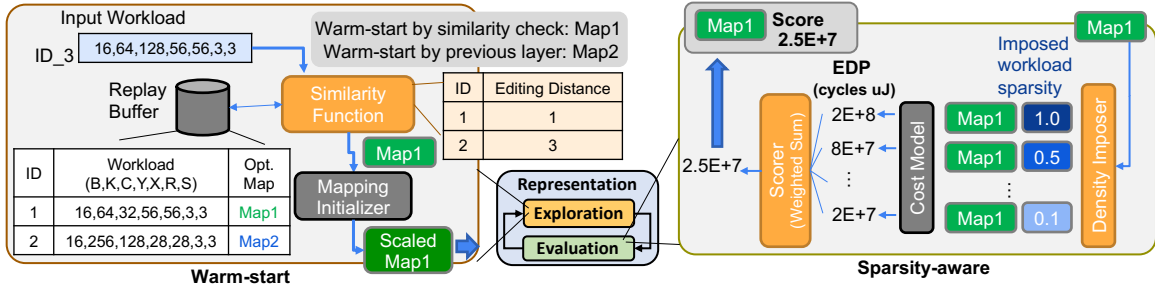 Input Workload
ID_3
16,64,128,56,56,3,3
Warm-start by similarity check: Map1
Warm-start by previous layer: Map2
Replay
Buffer
Similarity
Function
ID Editing Distance
1 1
2 3
Map1
Mapping
Initializer
Scaled
Map1
ID Workload (B,K,C,Y,X,R,S) Opt. Map
1 16,64,32,56,56,3,3 Map1
2 16,256,128,28,28,3,3 Map2
Warm-start
Representation
Exploration
Evaluation
Map1
Score
2.5E+7
2.5E+7
Scorer
(Weighted Sum)
EDP
(cycles uJ)
2E+8
8E+7
⋮
2E+7
Cost Model
Imposed
workload
sparsity
Map1 1.0
Map1 0.5
⋮
Map1 0.1
Map1
Density Imposer
Sparsity-aware